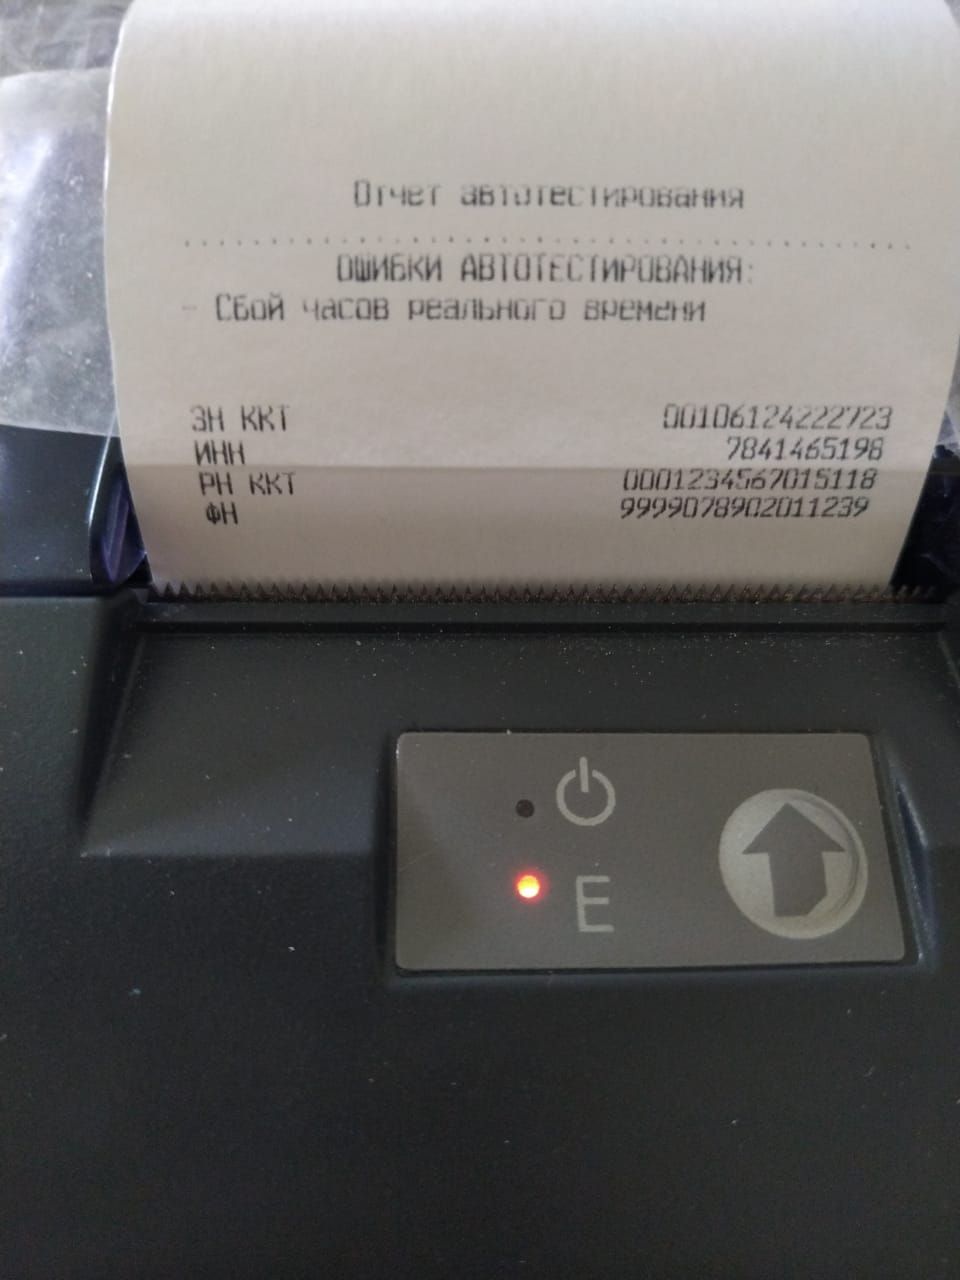 Отчет автотестирования
ОШИБКИ АВТОТЕСТИРОВАНИЯ:
- Сбой часов реального времени
ЗН ККТ 00106124222723
ИНН 7841465198
РН ККТ 0001234567015118
ФН 9999078902011239
E